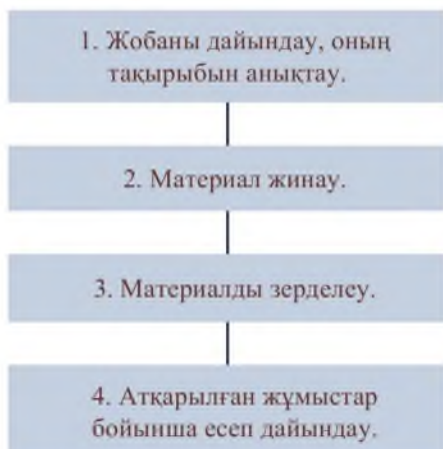 1. Жобаны дайындау, оның
тақырыбын анықтау.
2. Материал жинау.
3. Материалды зерделеу.
4. Атқарылған жұмыстар
бойынша есеп дайындау.